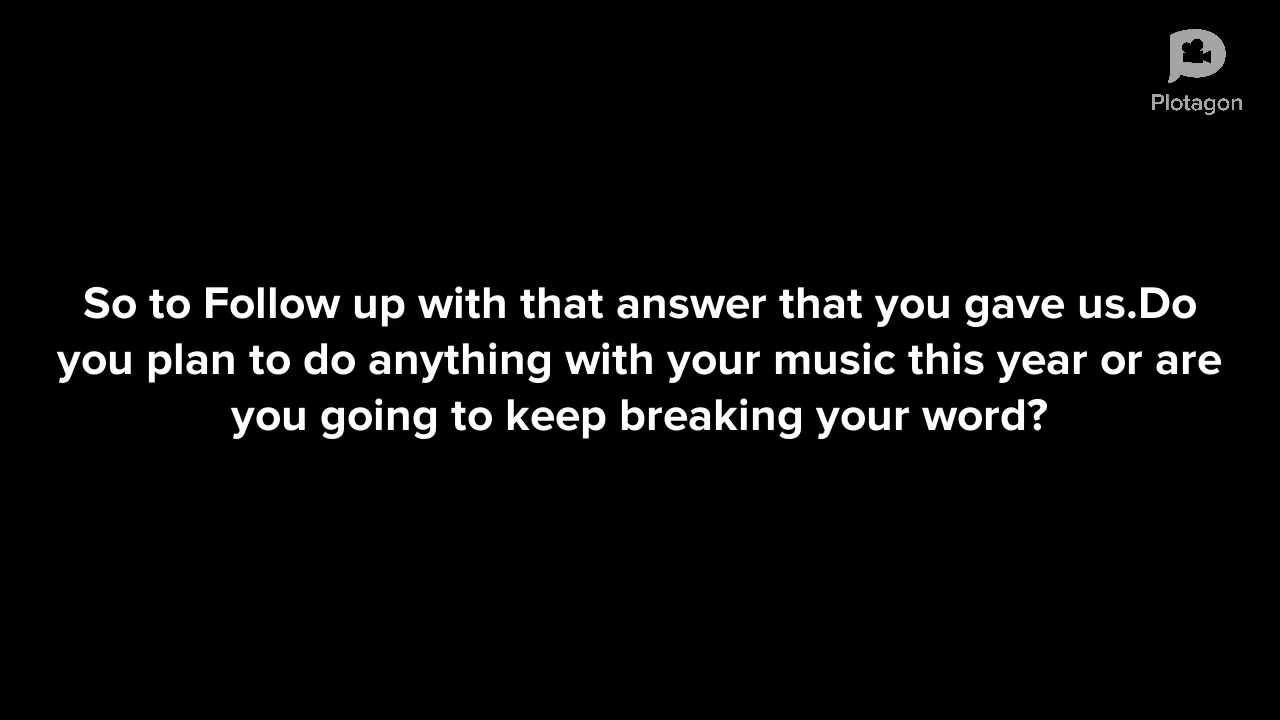 Plotagon
So to Follow up with that answer that you gave us.Do
you plan to do anything with your music this year or are
you going to keep breaking your word?